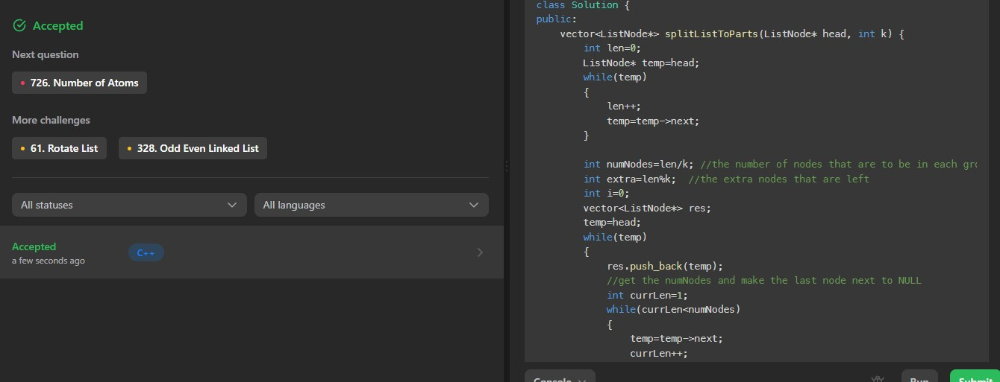 Accepted
Next question
726. Number of Atoms
More challenges
61. Rotate List
328. Odd Even Linked List
All statuses
All languages
Accepted
a few seconds ago
C++
class Solution {
public:
    vector<ListNode*> splitListToParts(ListNode* head, int k) {
        int len=0;
        ListNode* temp=head;
        while(temp)
        {
            len++;
            temp=temp->next;
        }
        int numNodes=len/k; //the number of nodes that are to be in each
        int extra=len%k;  //the extra nodes that are left
        int i=0;
        vector<ListNode*> res;
        temp=head;
        while(temp)
        {
            res.push_back(temp);
            //get the numNodes and make the last node next to NULL
            int currLen=1;
            while(currLen<numNodes)
            {
                temp=temp->next;
                currLen++;
Console
Run
Submit